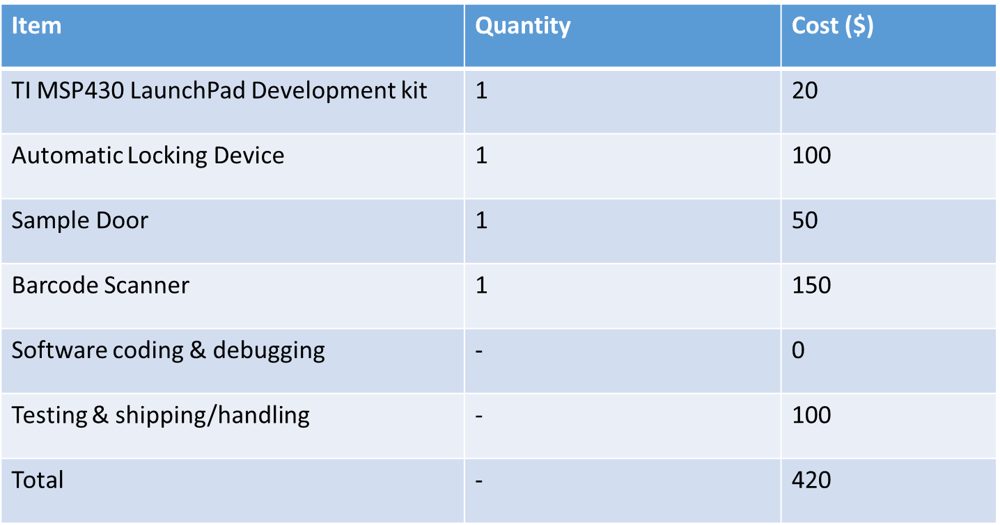 Item Quantity Cost ($)
TI MSP430 LaunchPad Development kit 1 20
Automatic Locking Device 1 100
Sample Door 1 50
Barcode Scanner 1 150
Software coding & debugging - 0
Testing & shipping/handling - 100
Total - 420